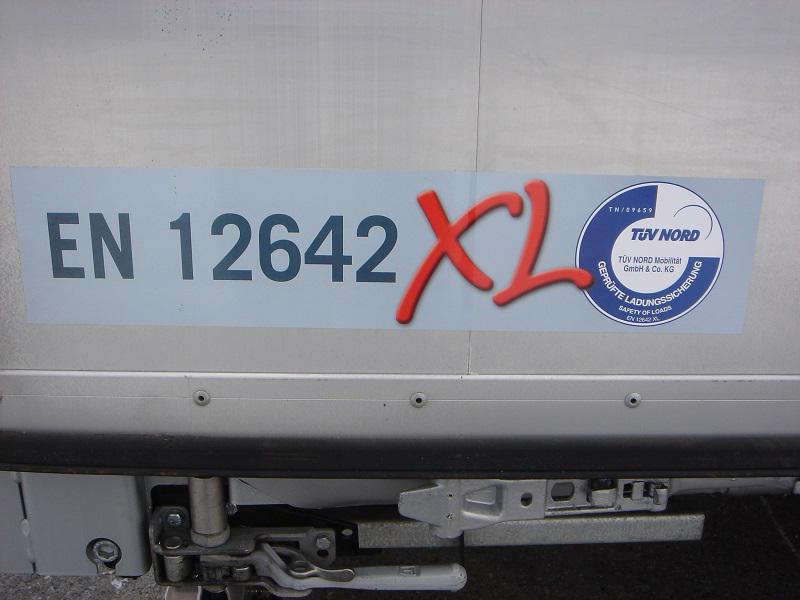 EN 12642 XL
TN/09659
TÜV NORD
TÜV NORD Mobilität
GmbH & Co. KG
GEPRÜFTE LADUNGSSICHERUNG
SAFETY OF LOADS
EN 12642 XL